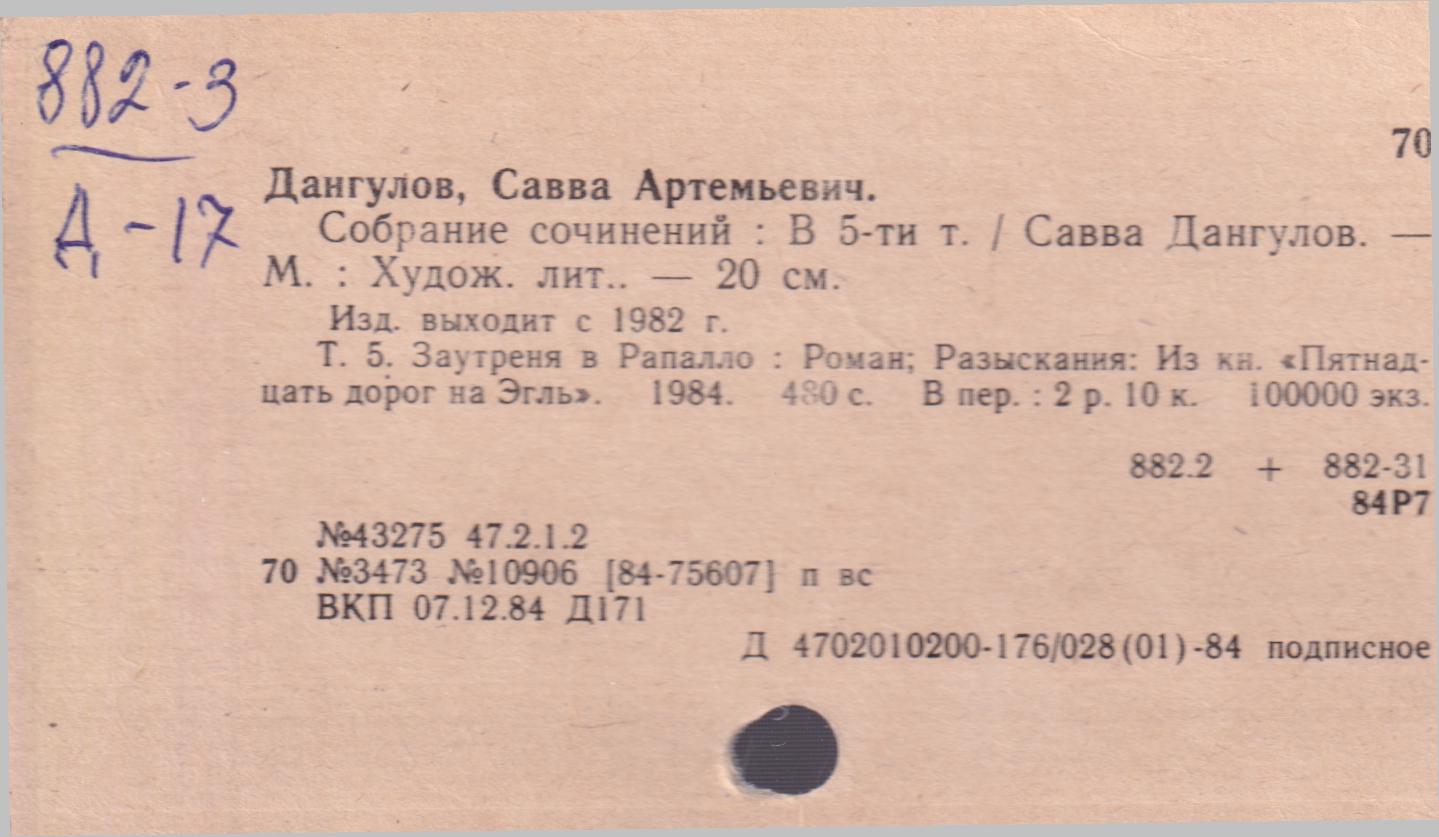 882-3
Д-17
70
Дангулов, Савва Артемьевич.
Собрание сочинений : В 5-ти т. / Савва Дангулов. —
М. : Худож. лит.. — 20 см.
Изд. выходит с 1982 г.
Т. 5. Заутреня в Рапалло : Роман; Разыскания: Из кн. «Пятнад-
цать дорог на Эгль». 1984. 480 с. В пер. : 2 р. 10 к. 100000 экз.
882.2 + 882-31
84Р7
№43275 47.2.1.2
70 №3473 №10906 [84-75607] п вс
ВКП 07.12.84 Д171
Д 4702010200-176/028(01)-84 подписное